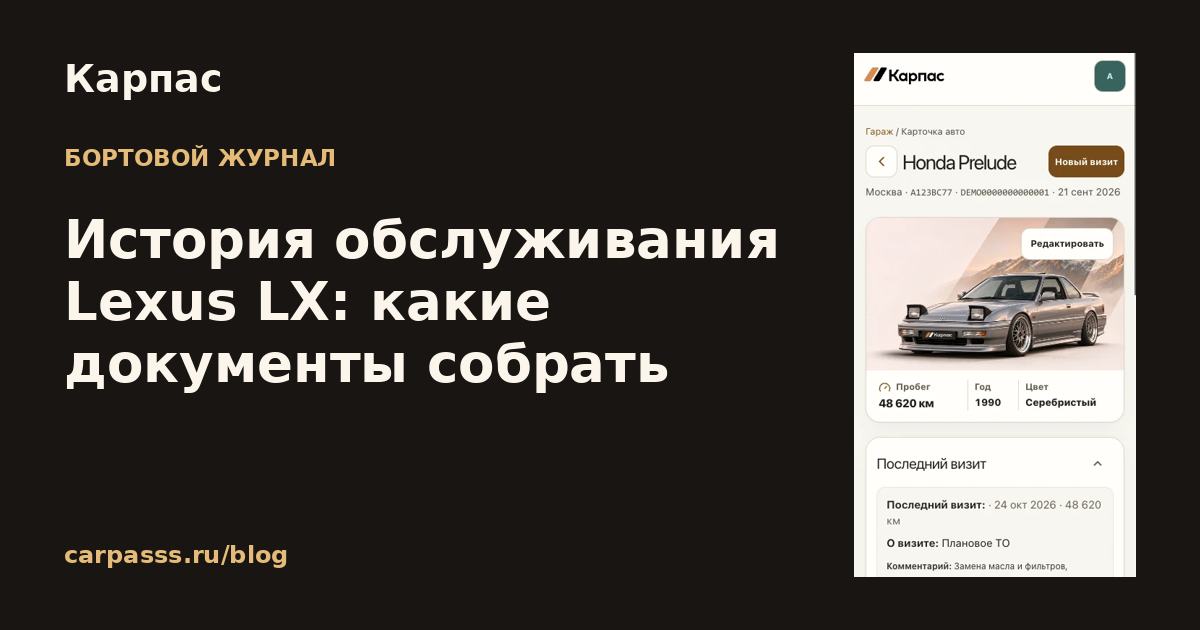 Карпас
БОРТОВОЙ ЖУРНАЛ
История обслуживания
Lexus LX: какие
документы собрать
carpasss.ru/blog
Карпас
A
Гараж / Карточка авто
Honda Prelude
Новый визит
Москва · A123BC77 · DEMO0000000000001 · 21 сент 2026
Редактировать
Карпас
Пробег
48 620 км
Год
1990
Цвет
Серебристый
Последний визит
Последний визит: · 24 окт 2026 · 48 620
км
О визите: Плановое ТО
Комментарий: Замена масла и фильтров,